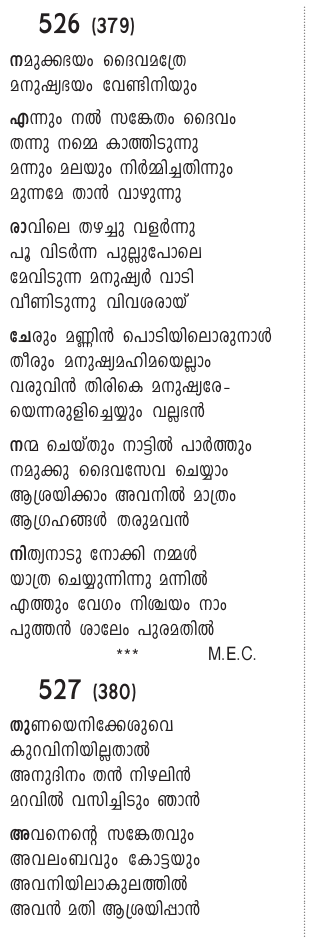 526 (379)
നമുക്കഭയം ദൈവമത്രേ
മനുഷ്യഭയം വേണ്ടിനിയും
എന്നും നൽ സങ്കേതം ദൈവം
തന്നു നമ്മെ കാത്തിടുന്നു
മന്നും മലയും നിർമ്മിച്ചതിന്നും
മുന്നമേ താൻ വാഴുന്നു
രാവിലെ തഴച്ചു വളർന്നു
പൂ വിടർന്ന പുല്ലുപോലെ
മേവിടുന്ന മനുഷ്യർ വാടി
വീണിടുന്നു വിവശരായ്
ചേരും മണ്ണിൻ പൊടിയിലൊരുനാൾ
തീരും മനുഷ്യമഹിമയെല്ലാം
വരുവിൻ തിരികെ മനുഷ്യരേ-
യെന്നരുളിച്ചെയ്യും വല്ലഭൻ
നന്മ ചെയ്തും നാട്ടിൽ പാർത്തും
നമുക്കു ദൈവസേവ ചെയ്യാം
ആശ്രയിക്കാം അവനിൽ മാത്രം
ആഗ്രഹങ്ങൾ തരുമവൻ
നിത്യനാടു നോക്കി നമ്മൾ
യാത്ര ചെയ്യുന്നിന്നു മന്നിൽ
എത്തും വേഗം നിശ്ചയം നാം
പുത്തൻ ശാലേം പുരമതിൽ
*** M.E.C.
527 (380)
തുണയെനിക്കേശുവെ
കുറവിനിയില്ലതാൽ
അനുദിനം തൻ നിഴലിൻ
മറവിൽ വസിച്ചിടും ഞാൻ
അവനെന്റെ സങ്കേതവും
അവലംബവും കോട്ടയും
അവനിയിലാകുലത്തിൽ
അവൻ മതി ആശ്രയിപ്പാൻ